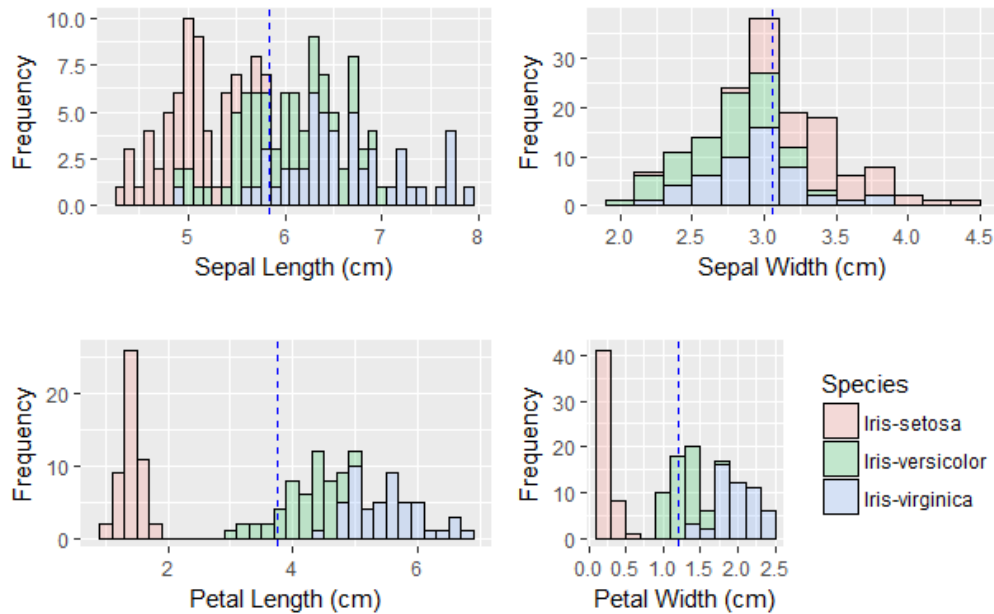 Frequency
10.0
7.5
5.0
2.5
0.0
5 6 7 8
Sepal Length (cm)
Frequency
30
20
10
0
2.0 2.5 3.0 3.5 4.0 4.5
Sepal Width (cm)
Frequency
20
10
0
2 4 6
Petal Length (cm)
Frequency
40
30
20
10
0
0.0 0.5 1.0 1.5 2.0 2.5
Petal Width (cm)
Species
Iris-setosa
Iris-versicolor
Iris-virginica